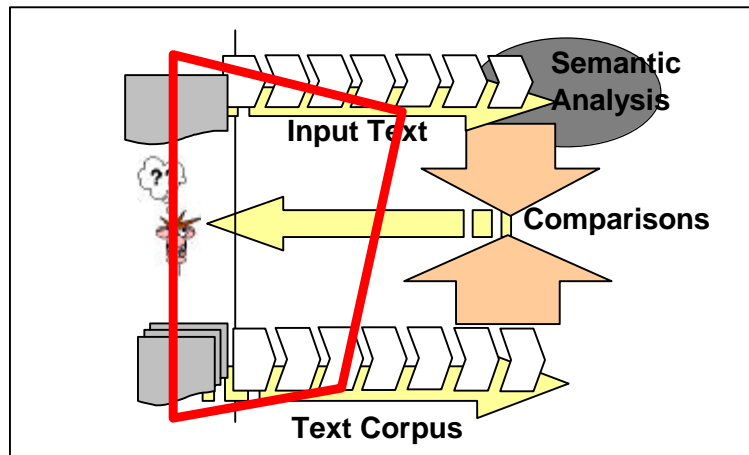 Semantic
Analysis
Input Text
??
Comparisons
Text Corpus